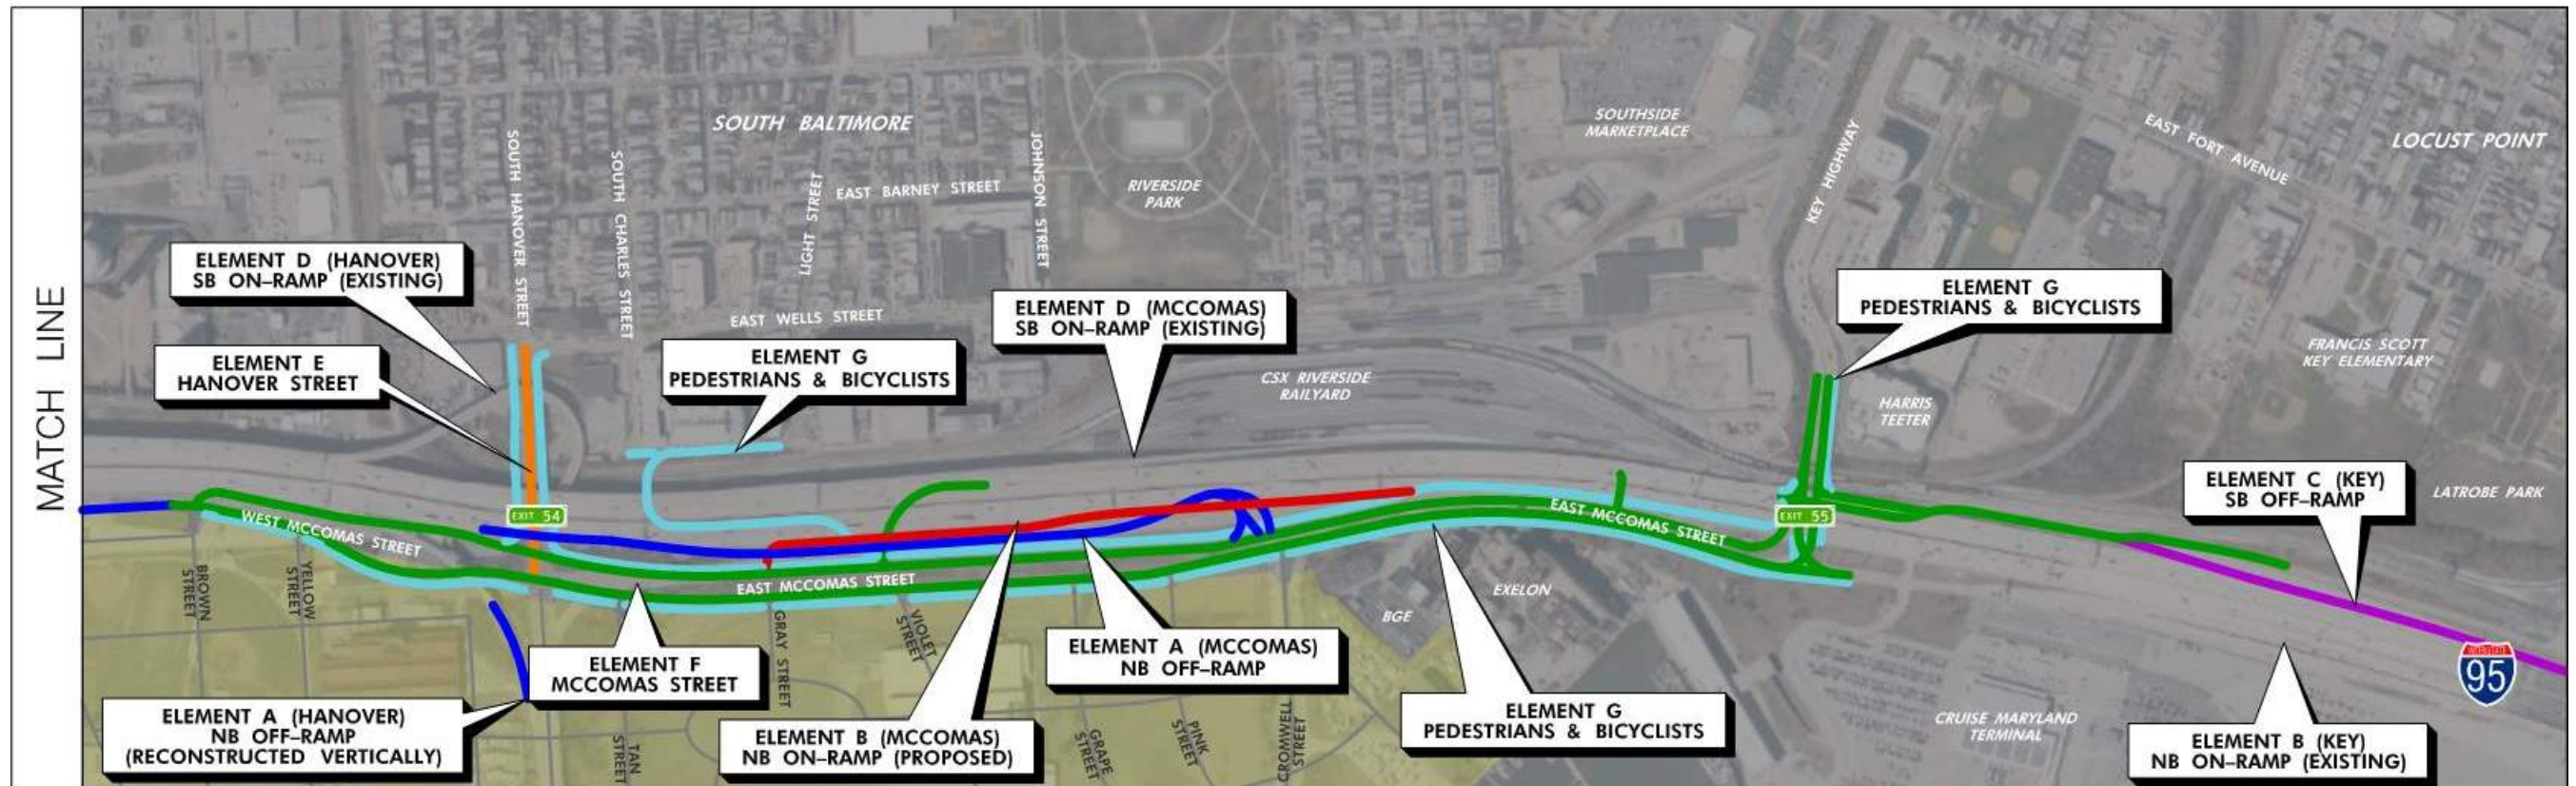 MATCH LINE
SOUTH BALTIMORE
SOUTH HANOVER STREET
SOUTH CHARLES STREET
LIGHT STREET
EAST BARNEY STREET
JOHNSON STREET
RIVERSIDE
PARK
SOUTHSIDE
MARKETPLACE
KEY HIGHWAY
EAST FORT AVENUE
LOCUST POINT
ELEMENT D (HANOVER)
SB ON-RAMP (EXISTING)
ELEMENT E
HANOVER STREET
EAST WELLS STREET
ELEMENT G
PEDESTRIANS & BICYCLISTS
ELEMENT D (MCCOMAS)
SB ON-RAMP (EXISTING)
CSX RIVERSIDE
RAILYARD
ELEMENT G
PEDESTRIANS & BICYCLISTS
HARRIS
TEETER
FRANCIS SCOTT
KEY ELEMENTARY
ELEMENT C (KEY)
SB OFF-RAMP
LATROBE PARK
EXIT 54
EXIT 55
WEST MCCOMAS STREET
EAST MCCOMAS STREET
EAST MCCOMAS STREET
BROWN
STREET
YELLOW
STREET
GRAY STREET
VIOLET
STREET
BGE
EXELON
ELEMENT A (HANOVER)
NB OFF-RAMP
(RECONSTRUCTED VERTICALLY)
ELEMENT F
MCCOMAS STREET
TAN
STREET
ELEMENT B (MCCOMAS)
NB ON-RAMP (PROPOSED)
ELEMENT A (MCCOMAS)
NB OFF-RAMP
GRAPE
STREET
PINK
STREET
CROMWELL
STREET
ELEMENT G
PEDESTRIANS & BICYCLISTS
CRUISE MARYLAND
TERMINAL
ELEMENT B (KEY)
NB ON-RAMP (EXISTING)
INTERSTATE
95